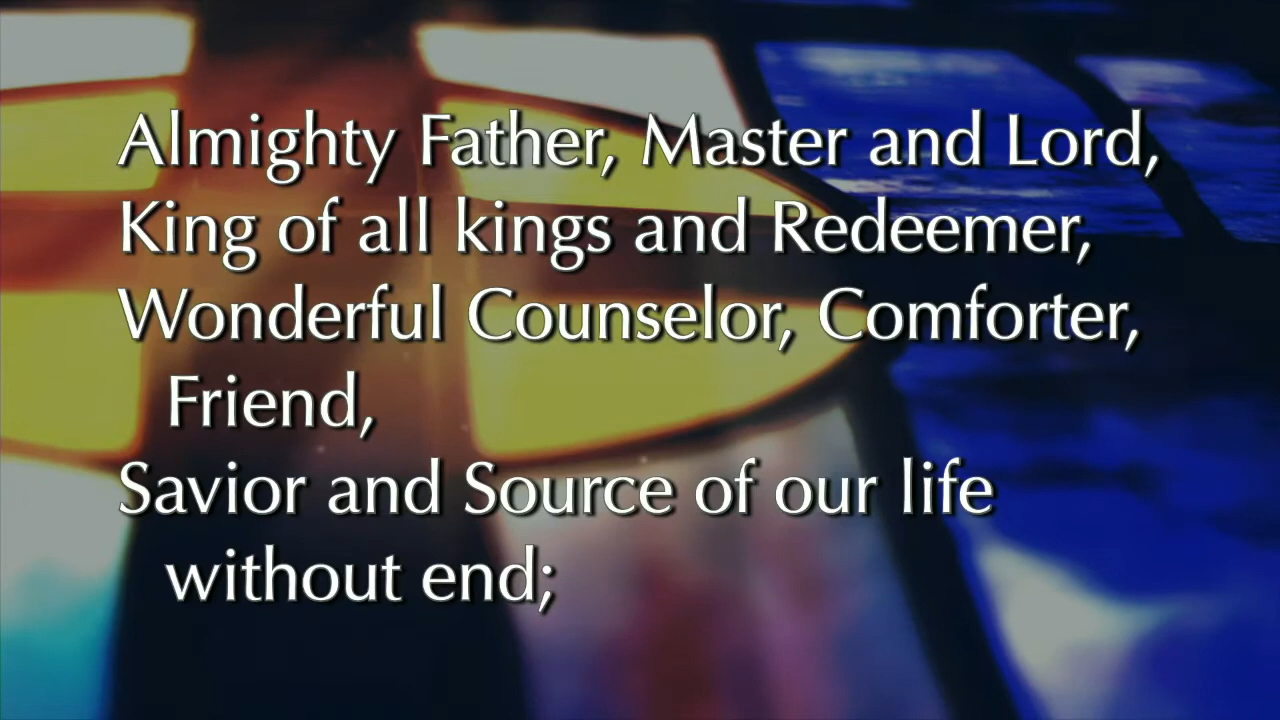 Almighty Father, Master and Lord,
King of all kings and Redeemer,
Wonderful Counselor, Comforter,
Friend,
Savior and Source of our life
without end;